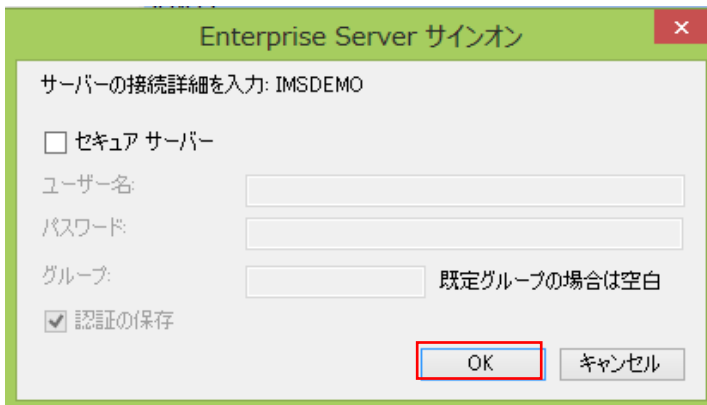 Enterprise Server サインオン
サーバーの接続詳細を入力: IMSDEMO
セキュア サーバー
ユーザー名:
パスワード:
グループ:
既定グループの場合は空白
認証の保存
OK
キャンセル